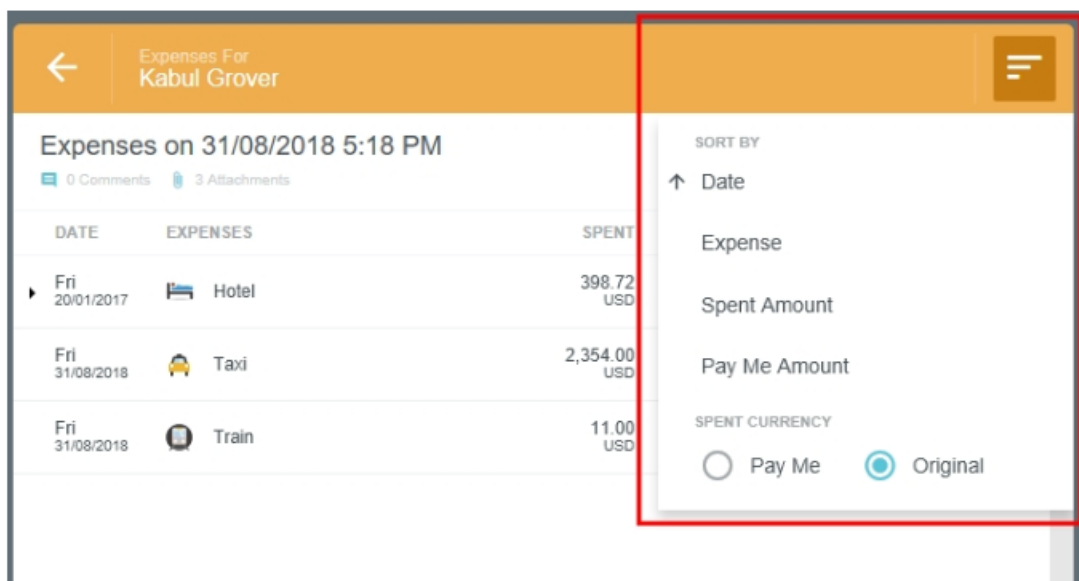 Expenses For
Kabul Grover
Expenses on 31/08/2018 5:18 PM
0 Comments 3 Attachments
DATE EXPENSES SPENT
Fri
20/01/2017
Hotel
398.72
USD
Fri
31/08/2018
Taxi
2,354.00
USD
Fri
31/08/2018
Train
11.00
USD
SORT BY
Date
Expense
Spent Amount
Pay Me Amount
SPENT CURRENCY
Pay Me Original